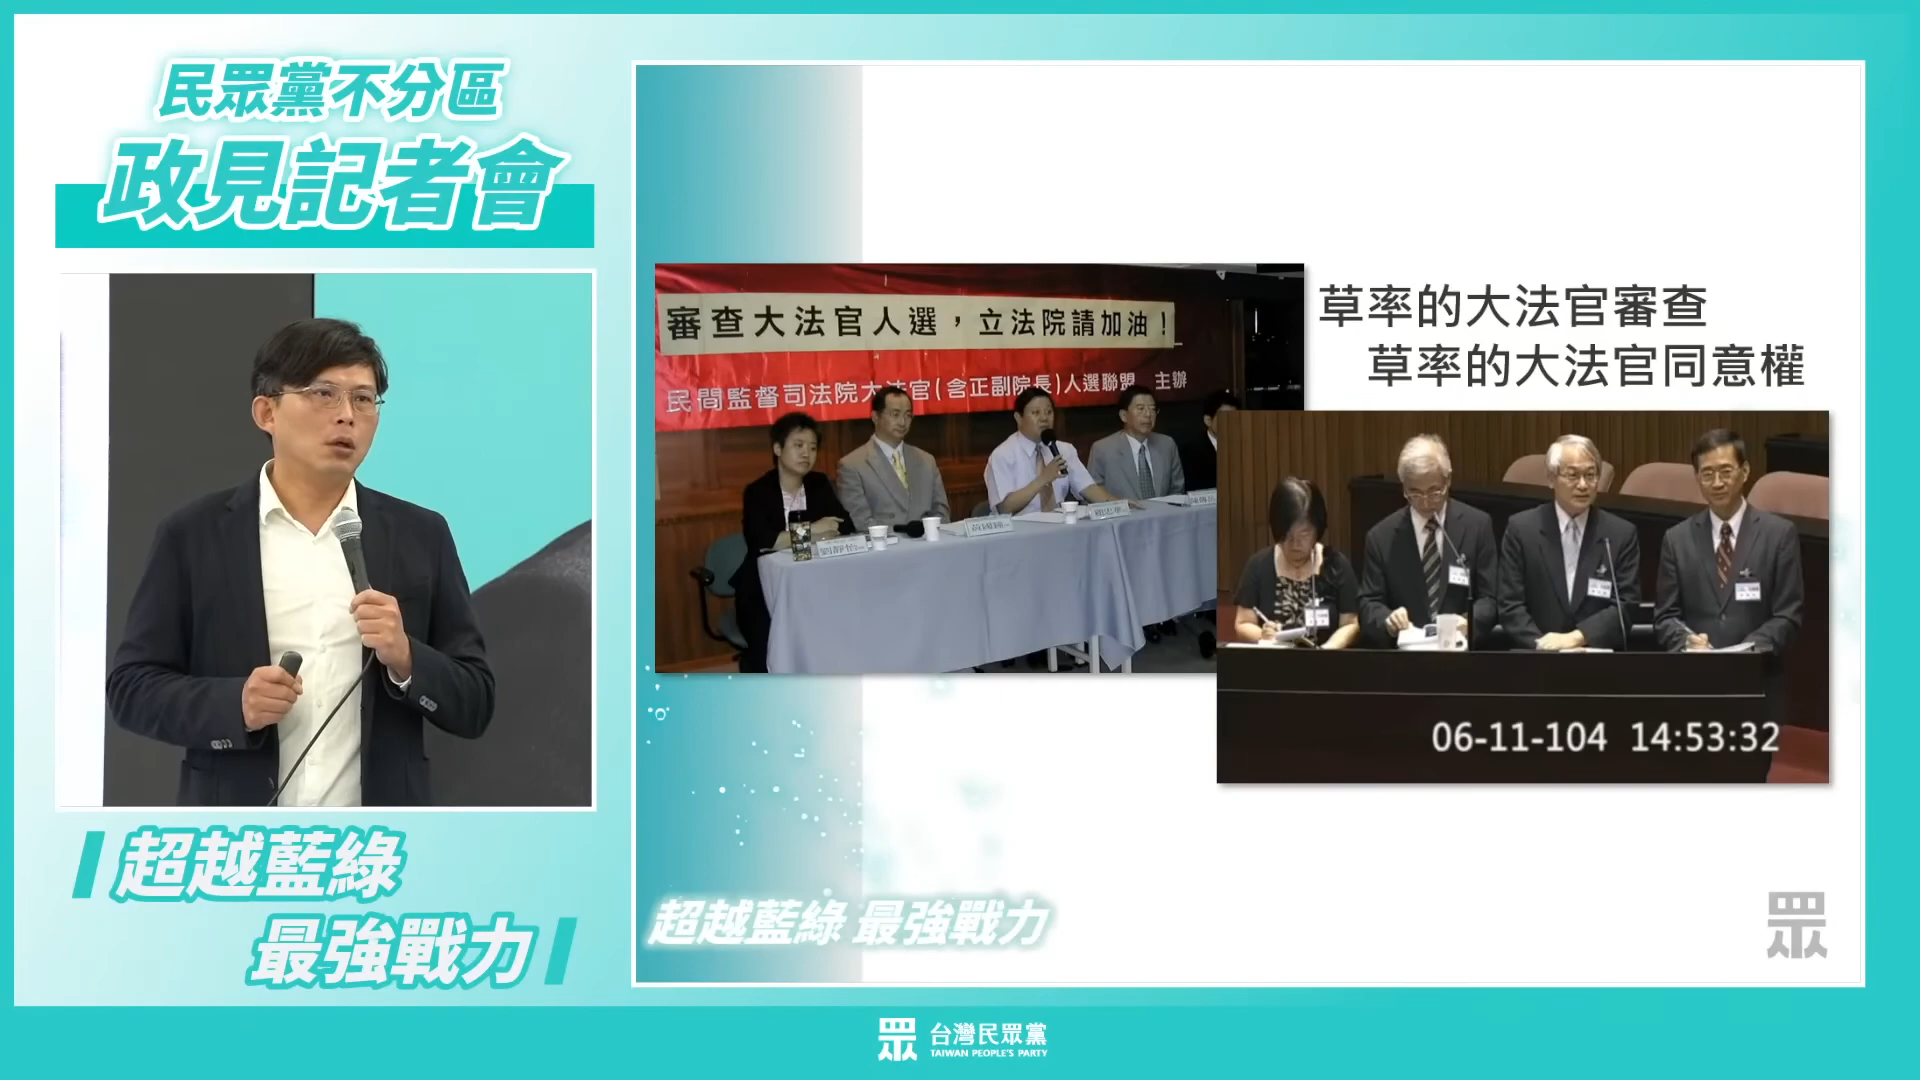 民眾黨不分區
政見記者會
超越藍綠
最強戰力
草率的大法官審查
草率的大法官同意權
審查大法官人選，立法院請加油！
民間監督司法院大法官(含正副院長)人選聯盟 主辦
06-11-104 14:53:32
超越藍綠 最強戰力
眾
眾
台灣民眾黨
TAIWAN PEOPLE'S PARTY